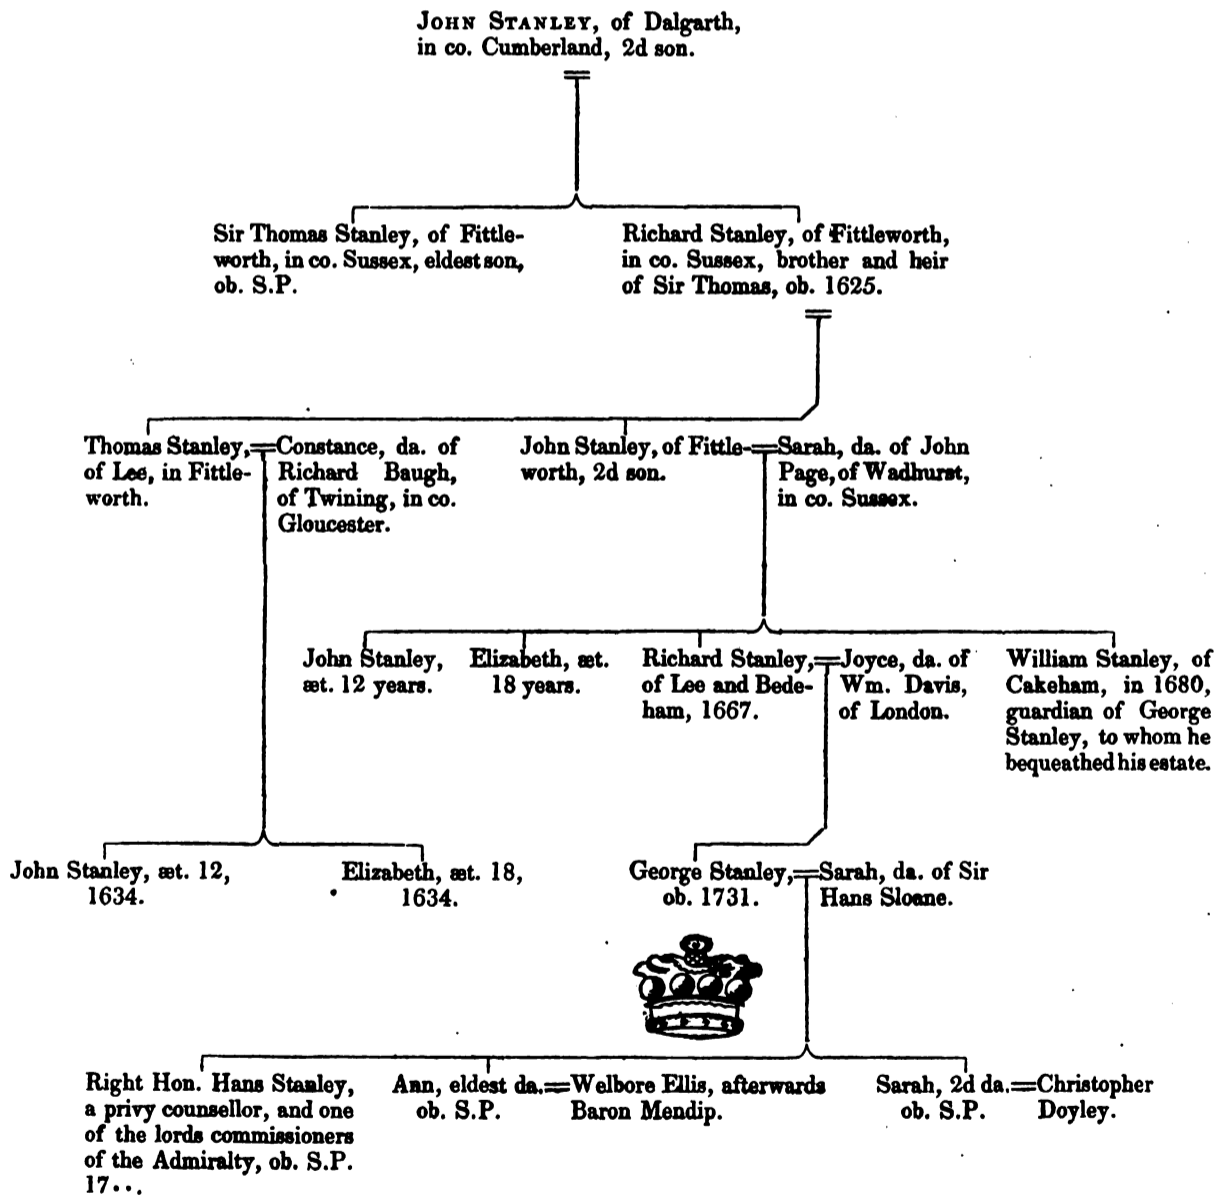 JOHN STANLEY, of Dalgarth,
in co. Cumberland, 2d son.
Sir Thomas Stanley, of Fittle-
worth, in co. Sussex, eldest son,
ob. S.P.
Richard Stanley, of Fittleworth,
in co. Sussex, brother and heir
of Sir Thomas, ob. 1625.
Thomas Stanley,
of Lee, in Fittle-
worth.
Constance, da. of
Richard Baugh,
of Twining, in co.
Gloucester.
John Stanley, of Fittle-
worth, 2d son.
Sarah, da. of John
Page, of Wadhurst,
in co. Sussex.
John Stanley,
æt. 12 years.
Elizabeth, æt.
18 years.
Richard Stanley,
of Lee and Bede-
ham, 1667.
Joyce, da. of
Wm. Davis,
of London.
William Stanley, of
Cakeham, in 1680,
guardian of George
Stanley, to whom he
bequeathed his estate.
John Stanley, æt. 12,
1634.
Elizabeth, æt. 18,
1634.
George Stanley,
ob. 1731.
Sarah, da. of Sir
Hans Sloane.
Right Hon. Hans Stanley,
a privy counsellor, and one
of the lords commissioners
of the Admiralty, ob. S.P.
17...
Ann, eldest da.
ob. S.P.
Welbore Ellis, afterwards
Baron Mendip.
Sarah, 2d da.
ob. S.P.
Christopher
Doyley.